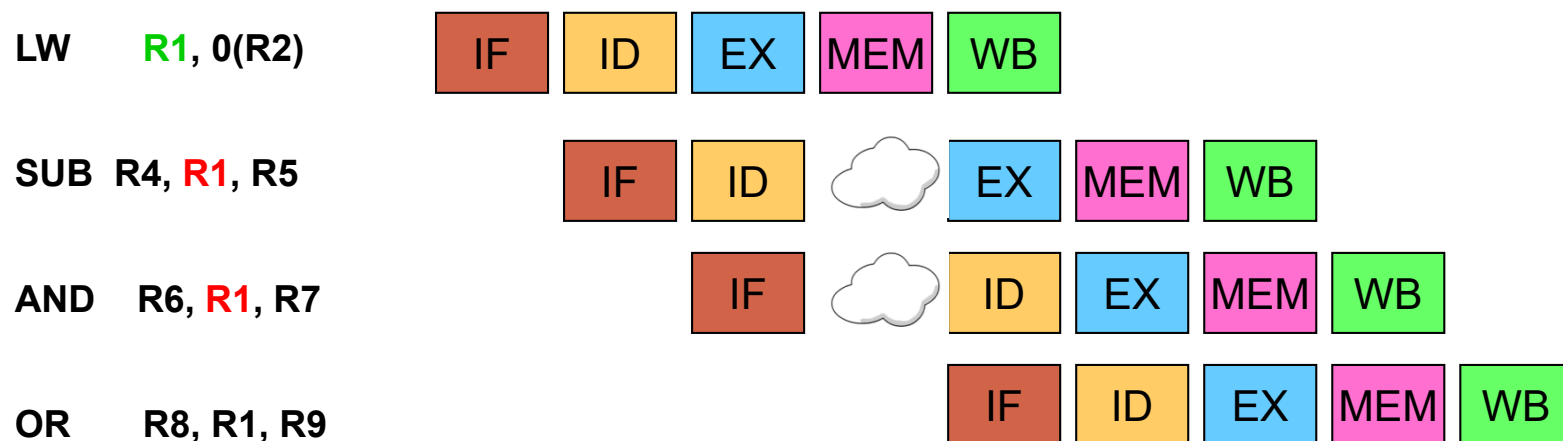 LW R1, 0(R2) IF ID EX MEM WB
SUB R4, R1, R5 IF ID EX MEM WB
AND R6, R1, R7 IF ID EX MEM WB
OR R8, R1, R9 IF ID EX MEM WB